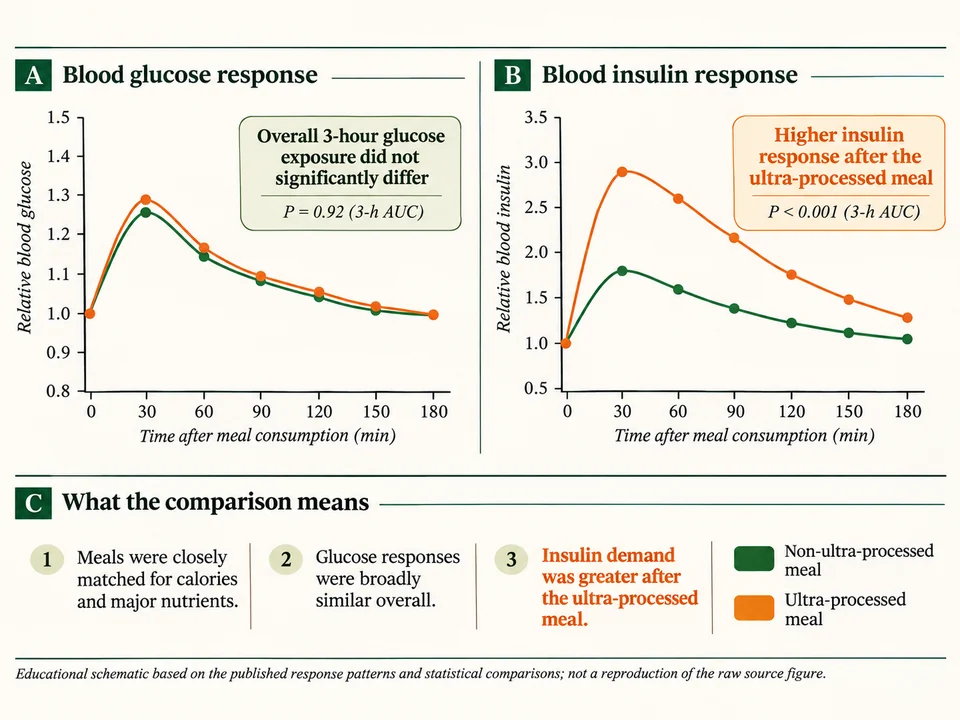 A Blood glucose response
1.5
1.4
1.3
1.2
1.1
1.0
0.9
0.8
Relative blood glucose
Overall 3-hour glucose
exposure did not
significantly differ
P = 0.92 (3-h AUC)
0 30 60 90 120 150 180
Time after meal consumption (min)
B Blood insulin response
3.5
3.0
2.5
2.0
1.5
1.0
0.5
Relative blood insulin
Higher insulin
response after the
ultra-processed meal
P < 0.001 (3-h AUC)
0 30 60 90 120 150 180
Time after meal consumption (min)
C What the comparison means
1
Meals were closely
matched for calories
and major nutrients.
2
Glucose responses
were broadly
similar overall.
3
Insulin demand
was greater after
the ultra-processed
meal.
Non-ultra-processed
meal
Ultra-processed
meal
Educational schematic based on the published response patterns and statistical comparisons; not a reproduction of the raw source figure.